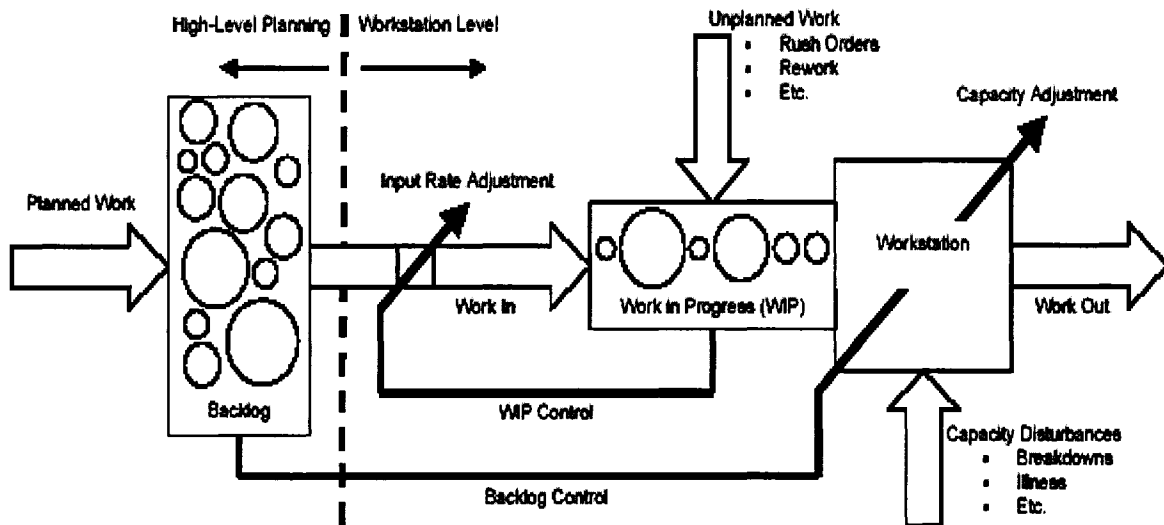 High-Level Planning
Workstation Level
Unplanned Work
▪ Rush Orders
▪ Rework
▪ Etc.
Capacity Adjustment
Planned Work
Input Rate Adjustment
Workstation
Work In
Work in Progress (WIP)
Work Out
Backlog
WIP Control
Capacity Disturbances
▪ Breakdowns
▪ Illness
▪ Etc.
Backlog Control